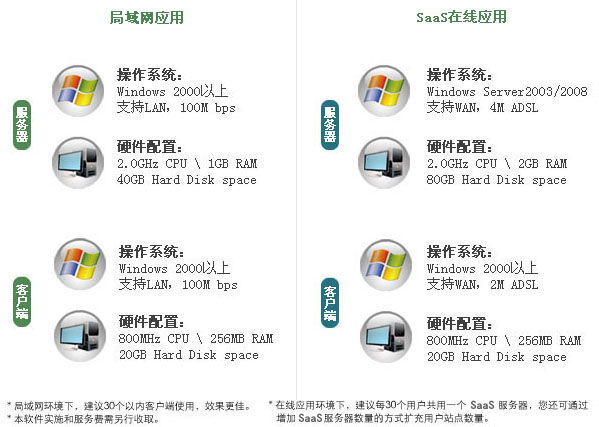 局域网应用
服务器
操作系统：
Windows 2000以上
支持LAN，100M bps
硬件配置：
2.0GHz CPU \ 1GB RAM
40GB Hard Disk space
客户端
操作系统：
Windows 2000以上
支持LAN，100M bps
硬件配置：
800MHz CPU \ 256MB RAM
20GB Hard Disk space
* 局域网环境下，建议30个以内客户端使用，效果更佳。
* 本软件实施和服务费需另行收取。
SaaS在线应用
服务器
操作系统：
Windows Server2003/2008
支持WAN，4M ADSL
硬件配置：
2.0GHz CPU \ 2GB RAM
80GB Hard Disk space
客户端
操作系统：
Windows 2000以上
支持WAN，2M ADSL
硬件配置：
800MHz CPU \ 256MB RAM
20GB Hard Disk space
* 在线应用环境下，建议每30个用户共用一个 SaaS 服务器，您还可通过
增加 SaaS服务器数量的方式扩充用户站点数量。